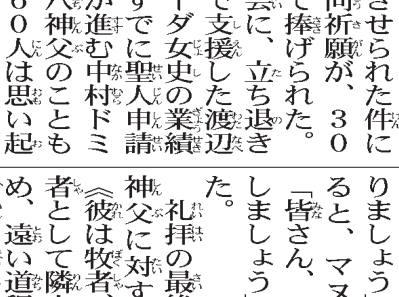 させられた件に
同祈願が、３０
て捧げられた。
会に、立ち退き
で支援した渡辺
ーダ女史の業績
すでに聖人申請
が進む中村ドミ
八神父のことも
６０人は思い起
りましょう
ると、マヌ
「皆さん、
しましょう
た。
礼拝の最
神父に対す
《彼は牧者、
者として隣
め、遠い道